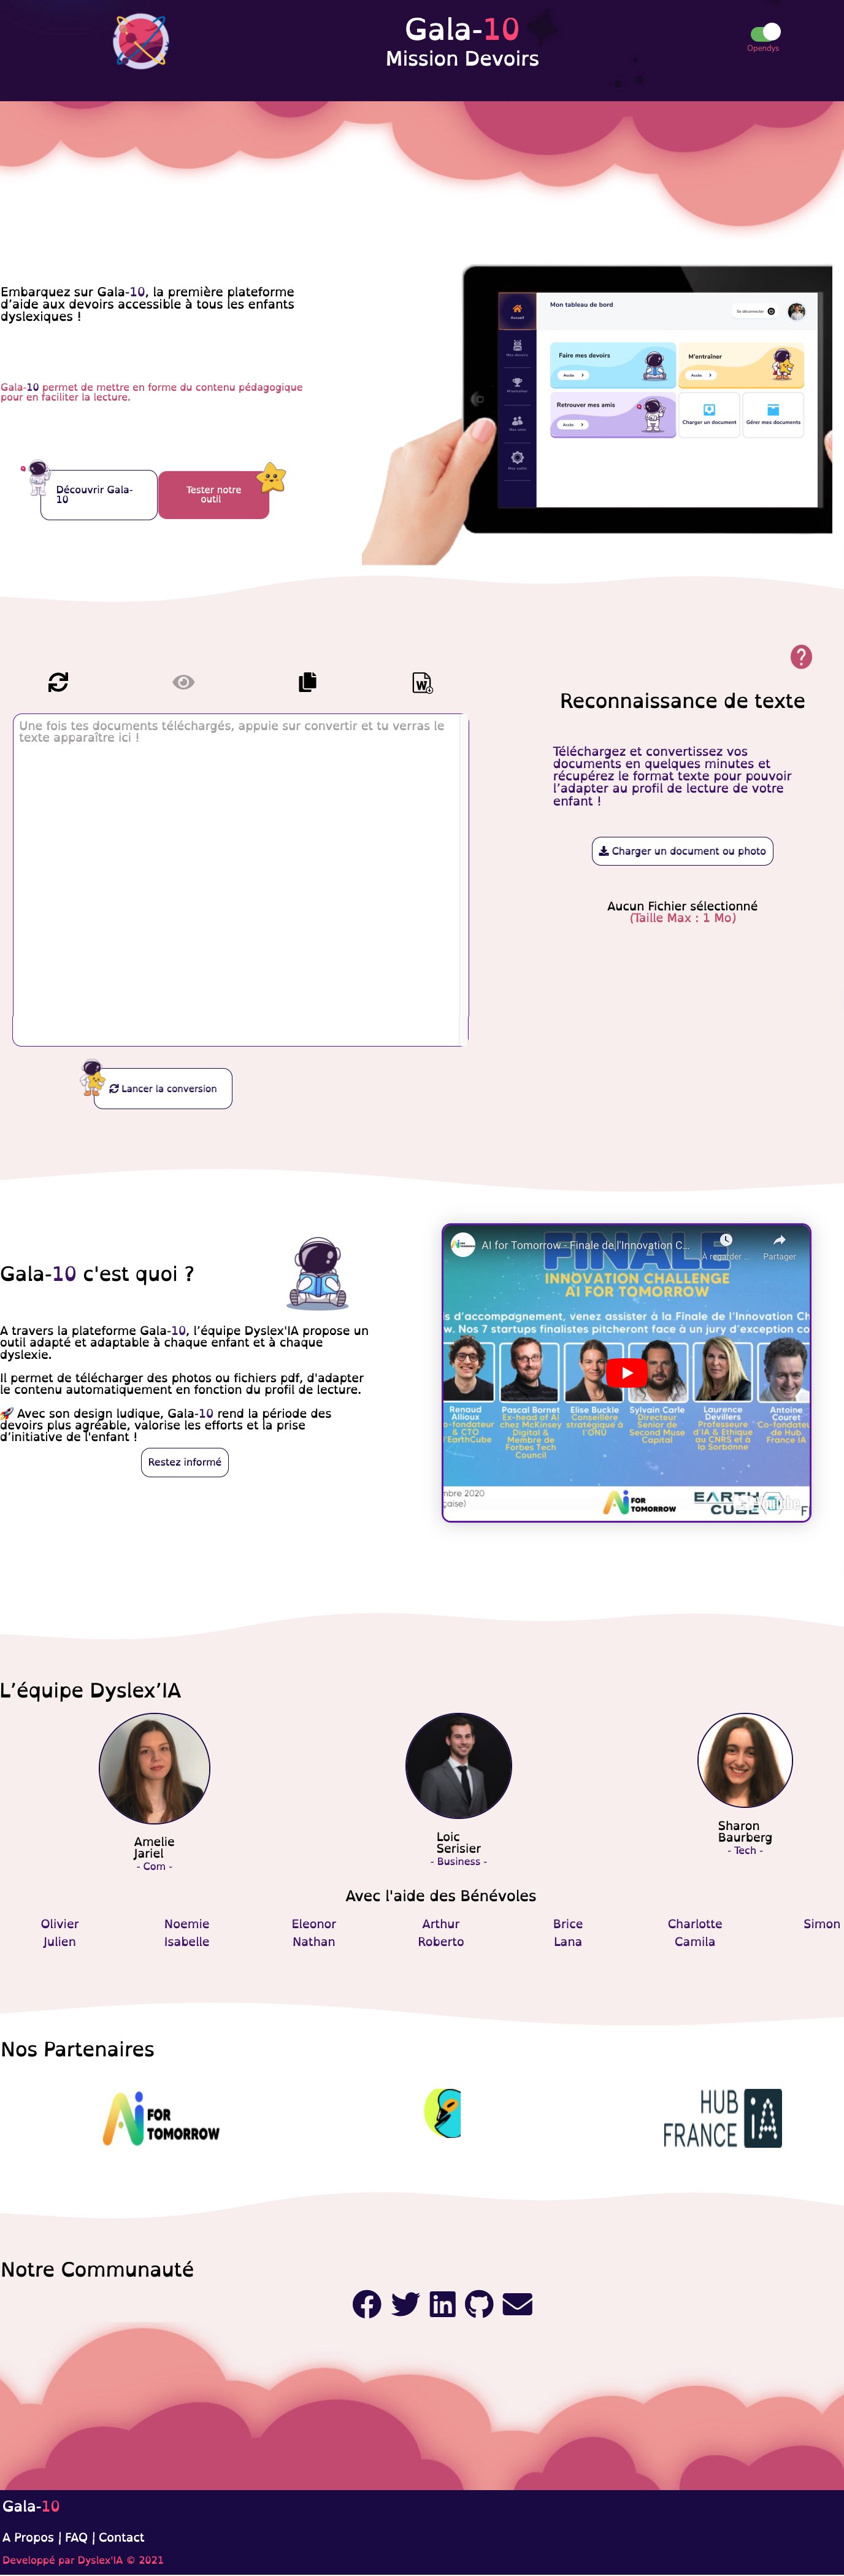 Gala-10
Mission Devoirs
Opendys
Embarquez sur Gala-10, la première plateforme
d’aide aux devoirs accessible à tous les enfants
dyslexiques !
Gala-10 permet de mettre en forme du contenu pédagogique
pour en faciliter la lecture.
Découvrir Gala-
10
Tester notre
outil
Mon tableau de bord
Se déconnecter
Accueil
Mes devoirs
M'entraîner
Mes amis
Mes outils
Faire mes devoirs
Accès
M'entraîner
Accès
Retrouver mes amis
Accès
Charger un document
Gérer mes documents
Une fois tes documents téléchargés, appuie sur convertir et tu verras le
texte apparaître ici !
Lancer la conversion
Reconnaissance de texte
Téléchargez et convertissez vos
documents en quelques minutes et
récupérez le format texte pour pouvoir
l’adapter au profil de lecture de votre
enfant !
Charger un document ou photo
Aucun Fichier sélectionné
(Taille Max : 1 Mo)
Gala-10 c'est quoi ?
A travers la plateforme Gala-10, l’équipe Dyslex'IA propose un
outil adapté et adaptable à chaque enfant et à chaque
dyslexie.
Il permet de télécharger des photos ou fichiers pdf, d'adapter
le contenu automatiquement en fonction du profil de lecture.
🚀 Avec son design ludique, Gala-10 rend la période des
devoirs plus agréable, valorise les efforts et la prise
d’initiative de l'enfant !
Restez informé
AI for Tomorrow - Finale de l'Innovation C...
À regarder ...
Partager
FINALE
INNOVATION CHALLENGE
AI FOR TOMORROW
s d'accompagnement, venez assister à la Finale de l'Innovation Ch
w. Nos 7 startups finalistes pitcheront face à un jury d'exception co
Renaud
Allioux
o-fondateur
& CTO
d'EarthCube
Pascal Bornet
Ex-head of AI
chez McKinsey
Digital &
Membre de
Forbes Tech
Council
Elise Buckle
Conseillère
stratégique à
l'ONU
Sylvain Carle
Directeur
Senior de
Second Muse
Capital
Laurence
Devillers
Professeure
d'IA & Ethique
au CNRS et à
la Sorbonne
Antoine
Couret
Co-fondate
de Hub
France IA
mbre 2020
çaise)
Ai FOR
TOMORROW
EARTH
CUBE
YouTube
F
L’équipe Dyslex’IA
Amelie
Jariel
- Com -
Loic
Serisier
- Business -
Sharon
Baurberg
- Tech -
Avec l'aide des Bénévoles
Olivier Noemie Eleonor Arthur Brice Charlotte Simon
Julien Isabelle Nathan Roberto Lana Camila
Nos Partenaires
Ai FOR
TOMORROW
HUB
FRANCE iA
Notre Communauté
Gala-10
A Propos | FAQ | Contact
Developpé par Dyslex'IA © 2021